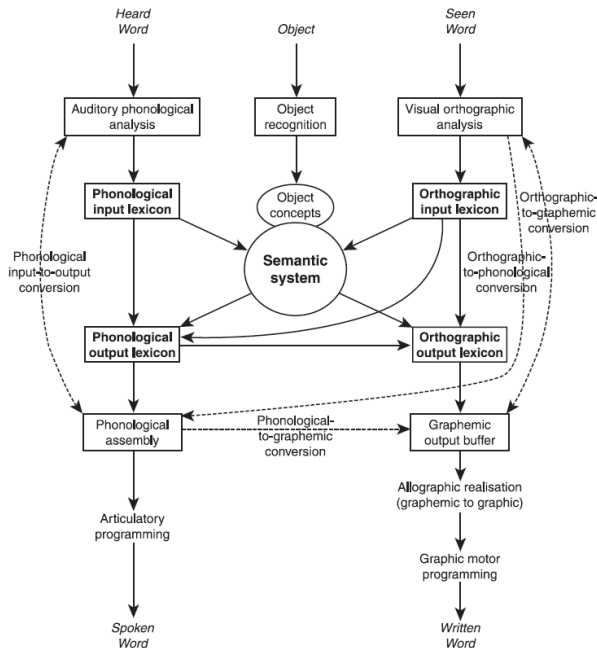 Heard
Word
Object
Seen
Word
Auditory phonological
analysis
Object
recognition
Visual orthographic
analysis
Phonological
input lexicon
Object
concepts
Orthographic
input lexicon
Orthographic-
to-graphemic
conversion
Phonological
input-to-output
conversion
Semantic
system
Orthographic-
to-phonological
conversion
Phonological
output lexicon
Orthographic
output lexicon
Phonological
assembly
Phonological-
to-graphemic
conversion
Graphemic
output buffer
Articulatory
programming
Allographic realisation
(graphemic to graphic)
Graphic motor
programming
Spoken
Word
Written
Word